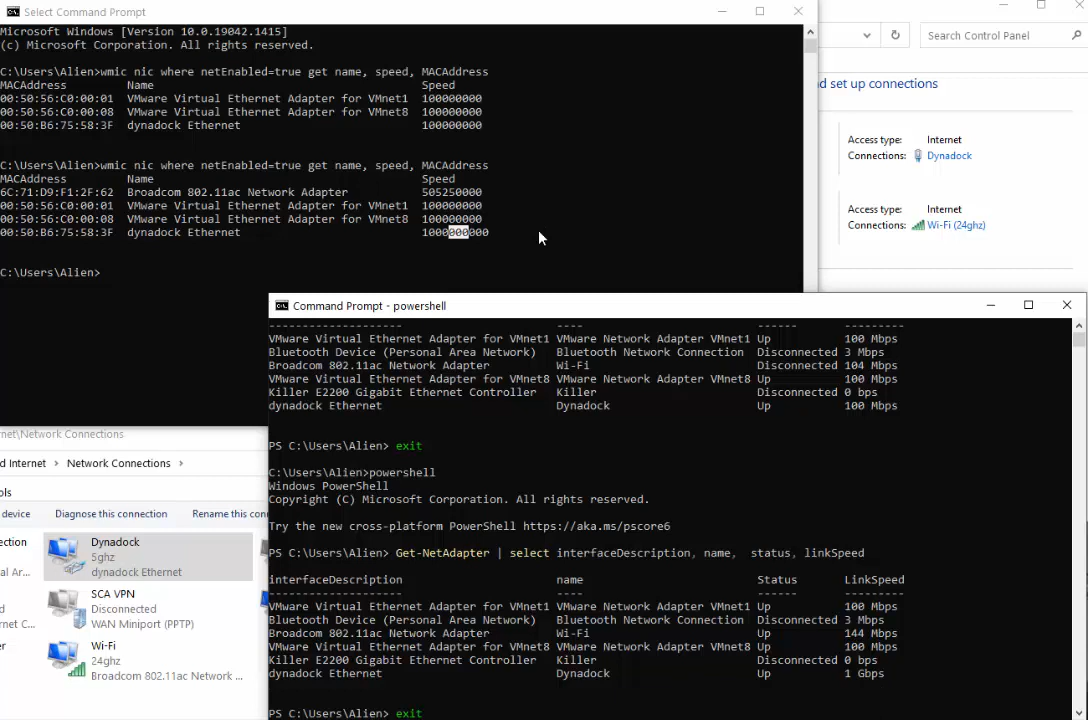 Select Command Prompt
Microsoft Windows [Version 10.0.19042.1415]
(c) Microsoft Corporation. All rights reserved.
C:\Users\Alien>wmic nic where netEnabled=true get name, speed, MACAddress
MACAddress Name Speed
00:50:56:C0:00:01 VMware Virtual Ethernet Adapter for VMnet1 100000000
00:50:56:C0:00:08 VMware Virtual Ethernet Adapter for VMnet8 100000000
00:50:B6:75:58:3F dynadock Ethernet 100000000
C:\Users\Alien>wmic nic where netEnabled=true get name, speed, MACAddress
MACAddress Name Speed
6C:71:D9:F1:2F:62 Broadcom 802.11ac Network Adapter 505250000
00:50:56:C0:00:01 VMware Virtual Ethernet Adapter for VMnet1 100000000
00:50:56:C0:00:08 VMware Virtual Ethernet Adapter for VMnet8 100000000
00:50:B6:75:58:3F dynadock Ethernet 1000000000
C:\Users\Alien>
Search Control Panel
nd set up connections
Access type: Internet
Connections: Dynadock
Access type: Internet
Connections: Wi-Fi (24ghz)
Command Prompt - powershell
-------------------- ---- ------ ---------
VMware Virtual Ethernet Adapter for VMnet1 VMware Network Adapter VMnet1 Up 100 Mbps
Bluetooth Device (Personal Area Network) Bluetooth Network Connection Disconnected 3 Mbps
Broadcom 802.11ac Network Adapter Wi-Fi Disconnected 104 Mbps
VMware Virtual Ethernet Adapter for VMnet8 VMware Network Adapter VMnet8 Up 100 Mbps
Killer E2200 Gigabit Ethernet Controller Killer Disconnected 0 bps
dynadock Ethernet Dynadock Up 100 Mbps
PS C:\Users\Alien> exit
C:\Users\Alien>powershell
Windows PowerShell
Copyright (C) Microsoft Corporation. All rights reserved.
Try the new cross-platform PowerShell https://aka.ms/pscore6
PS C:\Users\Alien> Get-NetAdapter | select interfaceDescription, name, status, linkSpeed
interfaceDescription name Status LinkSpeed
-------------------- ---- ------ ---------
VMware Virtual Ethernet Adapter for VMnet1 VMware Network Adapter VMnet1 Up 100 Mbps
Bluetooth Device (Personal Area Network) Bluetooth Network Connection Disconnected 3 Mbps
Broadcom 802.11ac Network Adapter Wi-Fi Up 144 Mbps
VMware Virtual Ethernet Adapter for VMnet8 VMware Network Adapter VMnet8 Up 100 Mbps
Killer E2200 Gigabit Ethernet Controller Killer Disconnected 0 bps
dynadock Ethernet Dynadock Up 1 Gbps
PS C:\Users\Alien> exit
rnet\Network Connections
d Internet > Network Connections >
ols
device Diagnose this connection Rename this con
ection
al Ar...
d
et C...
er
Dynadock
5ghz
dynadock Ethernet
SCA VPN
Disconnected
WAN Miniport (PPTP)
Wi-Fi
24ghz
Broadcom 802.11ac Network ...